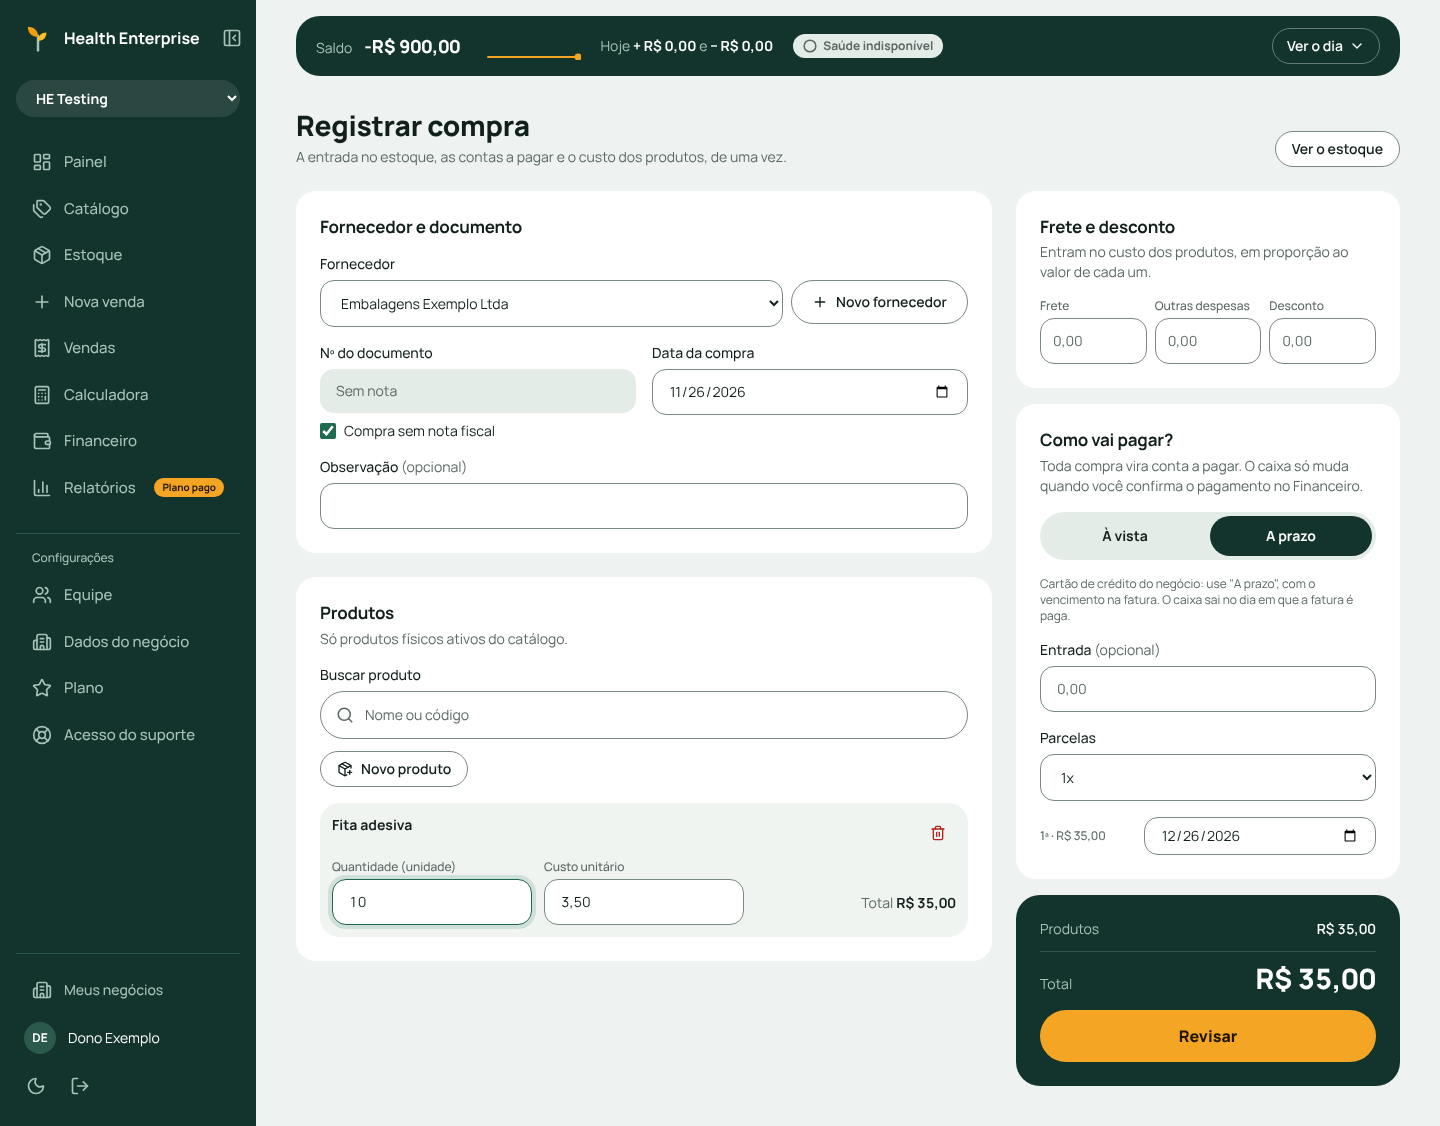 Health Enterprise
HE Testing
Painel
Catálogo
Estoque
Nova venda
Vendas
Calculadora
Financeiro
Relatórios Plano pago
Configurações
Equipe
Dados do negócio
Plano
Acesso do suporte
Meus negócios
DE Dono Exemplo
Saldo -R$ 900,00 Hoje + R$ 0,00 e − R$ 0,00 Saúde indisponível Ver o dia
Registrar compra
A entrada no estoque, as contas a pagar e o custo dos produtos, de uma vez.
Ver o estoque
Fornecedor e documento
Fornecedor
Embalagens Exemplo Ltda Novo fornecedor
Nº do documento Data da compra
Sem nota 11/26/2026
Compra sem nota fiscal
Observação (opcional)
Produtos
Só produtos físicos ativos do catálogo.
Buscar produto
Nome ou código
Novo produto
Fita adesiva
Quantidade (unidade) Custo unitário
10 3,50 Total R$ 35,00
Frete e desconto
Entram no custo dos produtos, em proporção ao
valor de cada um.
Frete Outras despesas Desconto
0,00 0,00 0,00
Como vai pagar?
Toda compra vira conta a pagar. O caixa só muda
quando você confirma o pagamento no Financeiro.
À vista A prazo
Cartão de crédito do negócio: use "A prazo", com o
vencimento na fatura. O caixa sai no dia em que a fatura é
paga.
Entrada (opcional)
0,00
Parcelas
1x
1ª · R$ 35,00 12/26/2026
Produtos R$ 35,00
Total R$ 35,00
Revisar